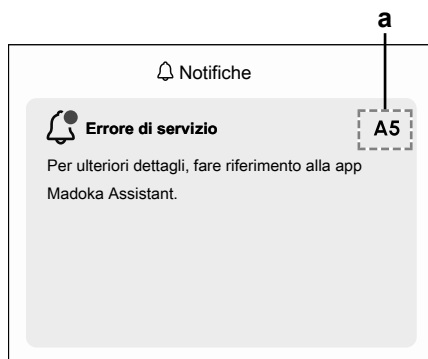 a
Notifiche
Errore di servizio A5
Per ulteriori dettagli, fare riferimento alla app
Madoka Assistant.